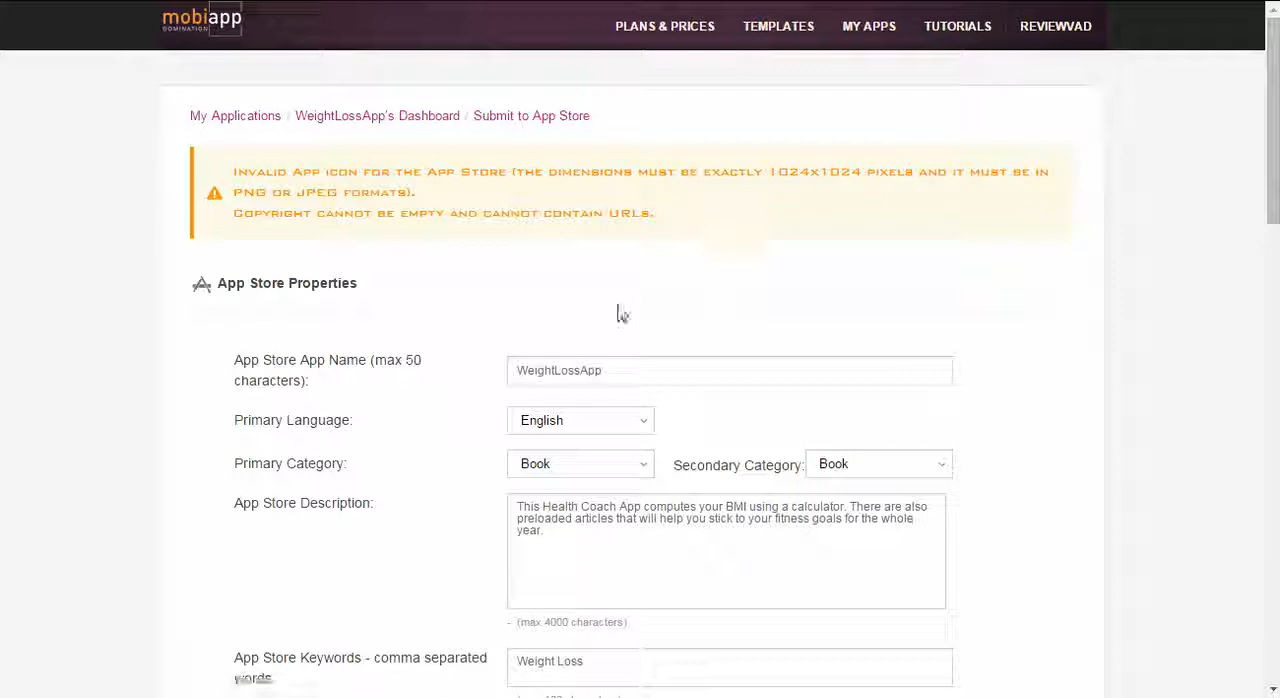 mobiapp
DOMINATION
PLANS & PRICES TEMPLATES MY APPS TUTORIALS REVIEWVAD
My Applications / WeightLossApp's Dashboard / Submit to App Store
Invalid App icon for the App Store (the dimensions must be exactly 1024x1024 pixels and it must be in
PNG or JPEG formats).
Copyright cannot be empty and cannot contain URLs.
App Store Properties
App Store App Name (max 50
characters):
WeightLossApp
Primary Language:
English
Primary Category:
Book
Secondary Category:
Book
App Store Description:
This Health Coach App computes your BMI using a calculator. There are also
preloaded articles that will help you stick to your fitness goals for the whole
year.
- (max 4000 characters)
App Store Keywords - comma separated
words
Weight Loss